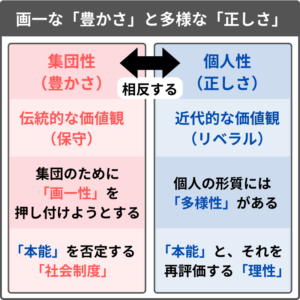 画一な「豊かさ」と多様な「正しさ」
集団性
（豊かさ）
個人性
（正しさ）
相反する
伝統的な価値観
（保守）
近代的な価値観
（リベラル）
集団のために
「画一性」を
押し付けようとする
個人の形質には
「多様性」がある
「本能」を否定する
「社会制度」
「本能」と、それを
再評価する「理性」